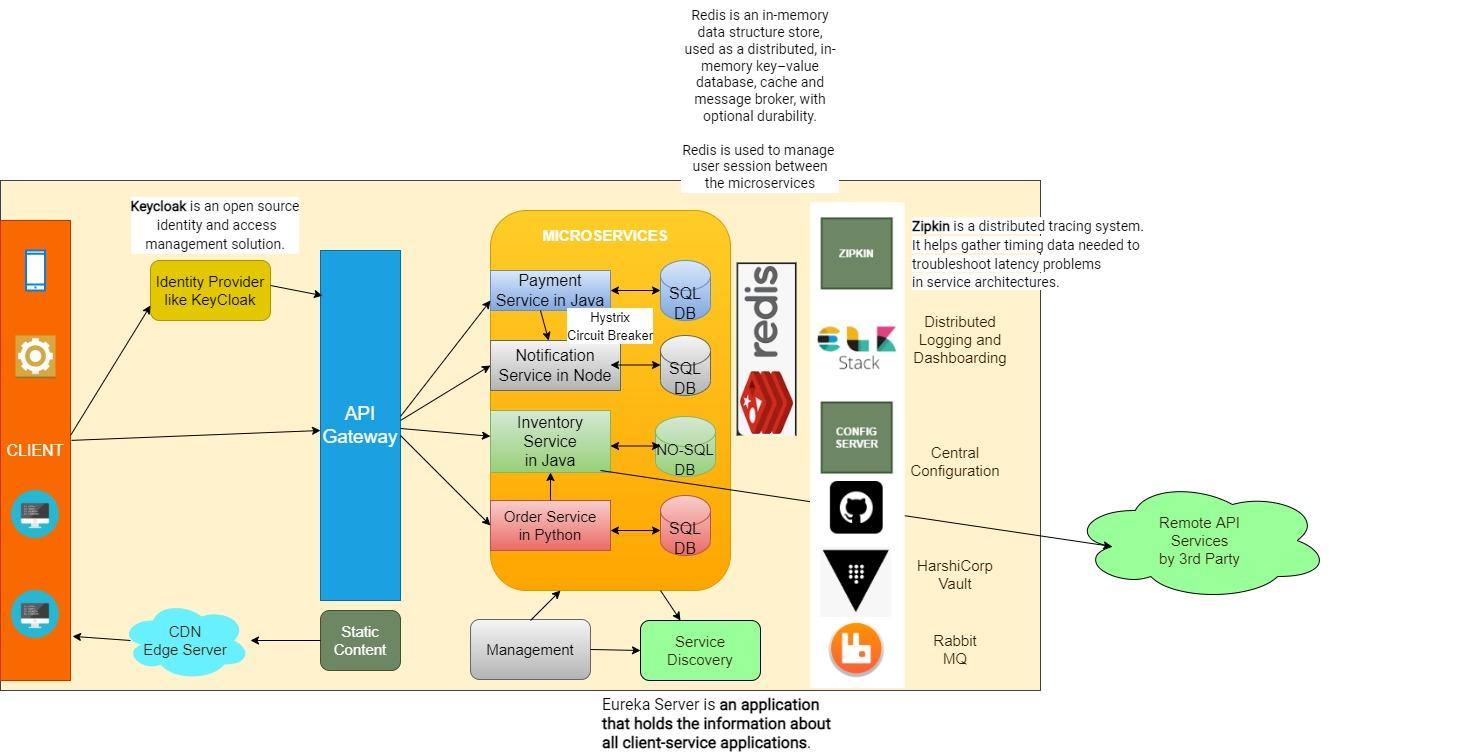 Redis is an in-memory
data structure store,
used as a distributed, in-
memory key–value
database, cache and
message broker, with
optional durability.
Redis is used to manage
user session between
the microservices
Keycloak is an open source
identity and access
management solution.
Identity Provider
like KeyCloak
CLIENT
API
Gateway
CDN
Edge Server
Static
Content
MICROSERVICES
Payment
Service in Java
SQL
DB
Hystrix
Circuit Breaker
Notification
Service in Node
SQL
DB
Inventory
Service
in Java
NO-SQL
DB
Order Service
in Python
SQL
DB
Management
Service
Discovery
redis
ZIPKIN
Zipkin is a distributed tracing system.
It helps gather timing data needed to
troubleshoot latency problems
in service architectures.
ELK
Stack
Distributed
Logging and
Dashboarding
CONFIG
SERVER
Central
Configuration
HarshiCorp
Vault
Rabbit
MQ
Remote API
Services
by 3rd Party
Eureka Server is an application
that holds the information about
all client-service applications.